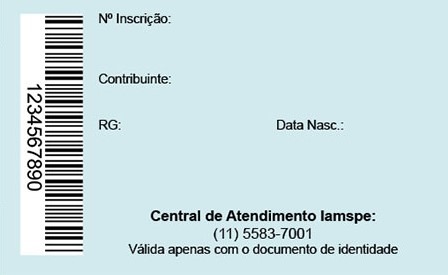 Nº Inscrição:
Contribuinte:
RG: Data Nasc.:
1234567890
Central de Atendimento Iamspe:
(11) 5583-7001
Válida apenas com o documento de identidade